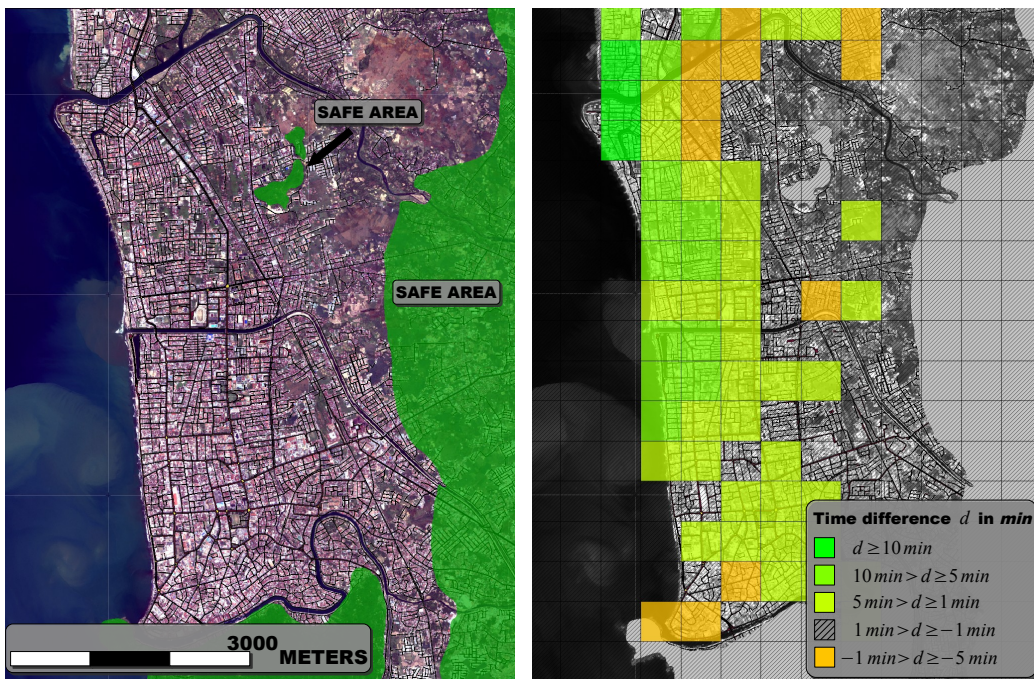 SAFE AREA
SAFE AREA
3000
METERS
Time difference d in min
d ≥ 10 min
10 min > d ≥ 5 min
5 min > d ≥ 1 min
1 min > d ≥ −1 min
−1 min > d ≥ −5 min